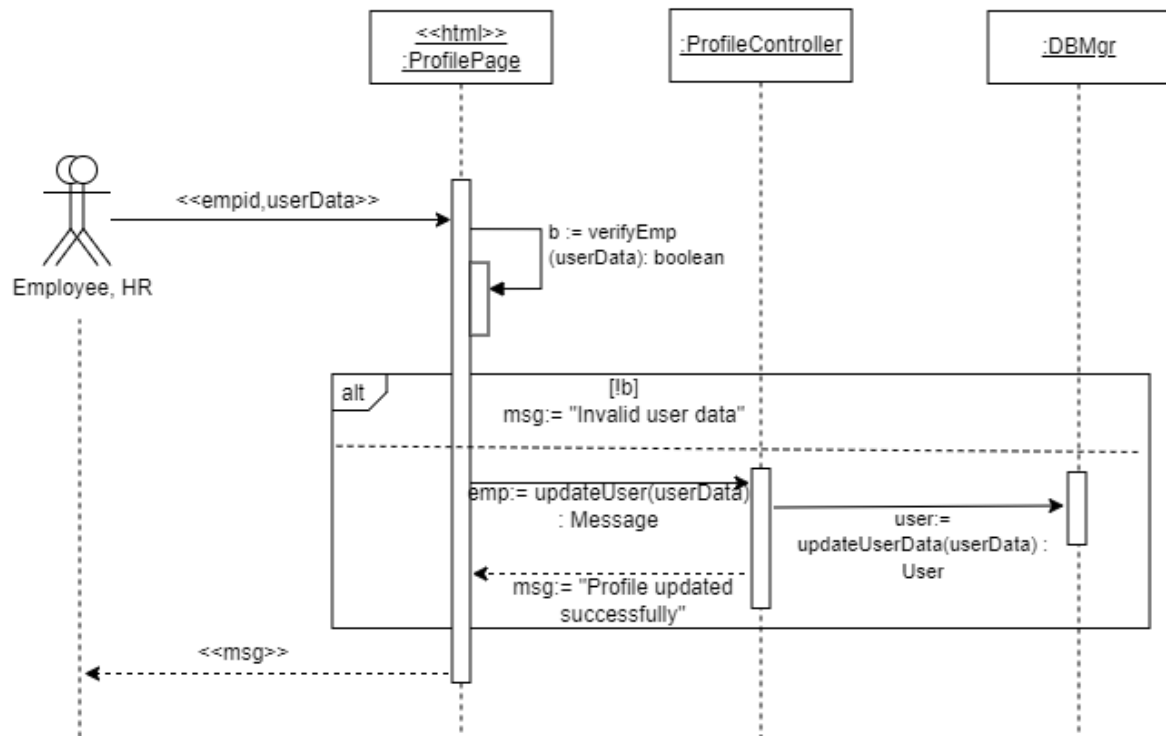 <<html>>
:ProfilePage
:ProfileController
:DBMgr
<<empid,userData>>
b := verifyEmp
(userData): boolean
Employee, HR
alt
[!b]
msg:= "Invalid user data"
emp:= updateUser(userData)
: Message
user:=
updateUserData(userData) :
User
msg:= "Profile updated
successfully"
<<msg>>